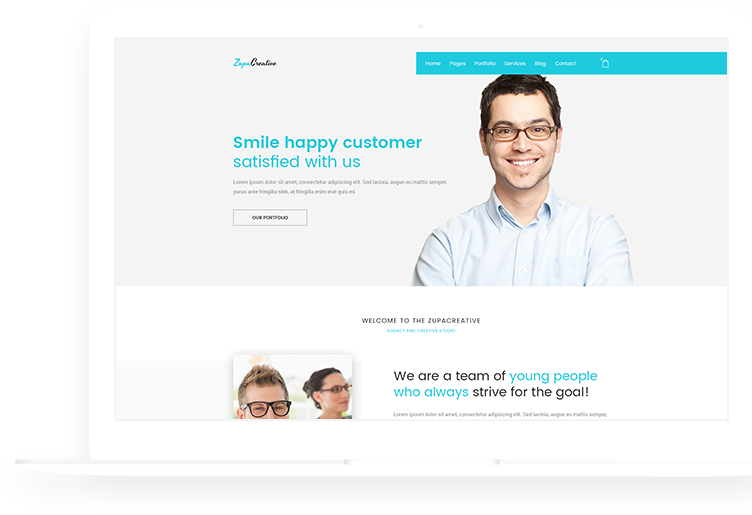 ZupaCreative
Home Pages Portfolio Services Blog Contact
Smile happy customer
satisfied with us
Lorem ipsum dolor sit amet, consectetur adipiscing elit. Sed lacinia, augue eu mattis semper,
purus ante fringilla nibh, at fringilla enim erat quis mi.
OUR PORTFOLIO
WELCOME TO THE ZUPACREATIVE
AGENCY AND CREATIVE STUDIO
We are a team of young people
who always strive for the goal!
Lorem ipsum dolor sit amet, consectetur adipiscing elit. Sed lacinia, augue eu mattis semper,